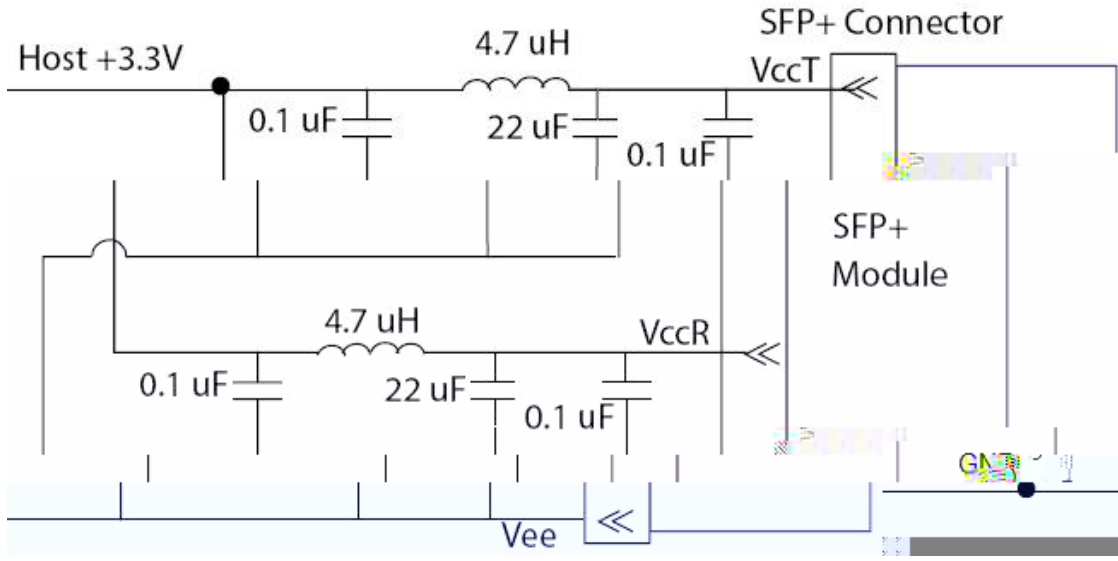 SFP+ Connector
Host +3.3V
4.7 uH
VccT
0.1 uF
22 uF
0.1 uF
SFP+
Module
4.7 uH
VccR
0.1 uF
22 uF
0.1 uF
Vee